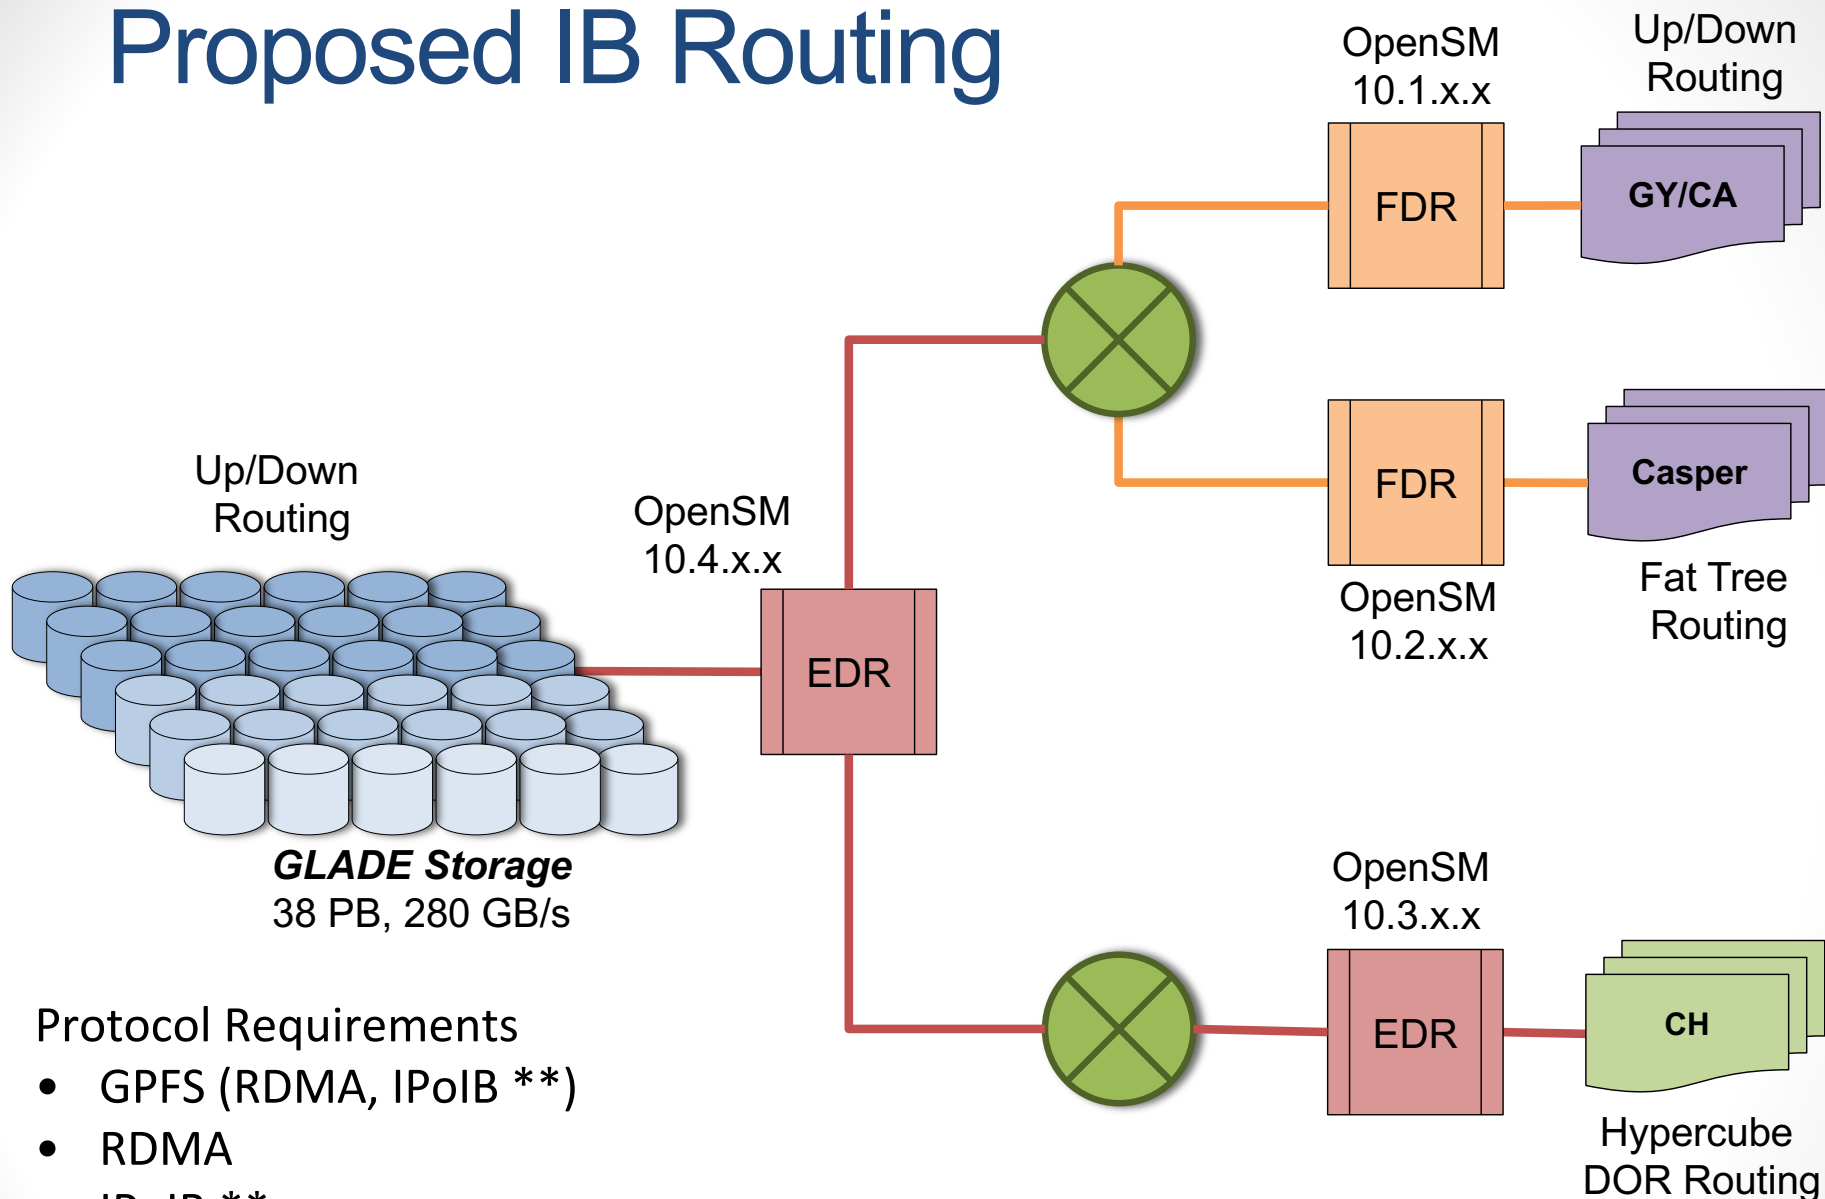 Proposed IB Routing
OpenSM
10.1.x.x
Up/Down
Routing
FDR
GY/CA
FDR
Casper
OpenSM
10.2.x.x
Fat Tree
Routing
Up/Down
Routing
OpenSM
10.4.x.x
EDR
GLADE Storage
38 PB, 280 GB/s
OpenSM
10.3.x.x
EDR
CH
Hypercube
DOR Routing
Protocol Requirements
• GPFS (RDMA, IPoIB **)
• RDMA
IPoIB **